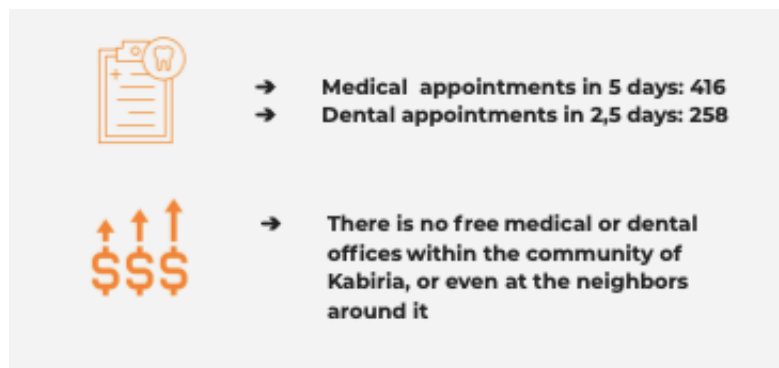 ➔ Medical appointments in 5 days: 416
➔ Dental appointments in 2,5 days: 258
➔ There is no free medical or dental
offices within the community of
Kabiria, or even at the neighbors
around it
$$$